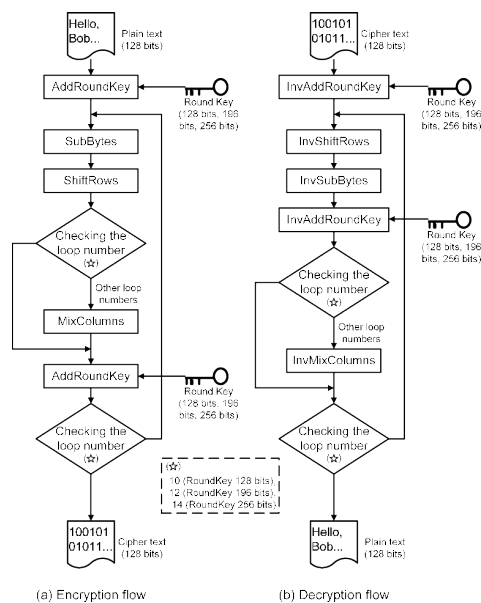 Hello,
Bob...
Plain text
(128 bits)
AddRoundKey
Round Key
(128 bits, 196
bits, 256 bits)
SubBytes
ShiftRows
Checking the
loop number
(☆)
Other loop
numbers
MixColumns
AddRoundKey
Round Key
(128 bits, 196
bits, 256 bits)
Checking the
loop number
(☆)
100101
01011...
Cipher text
(128 bits)
(a) Encryption flow
(☆)
10 (RoundKey 128 bits),
12 (RoundKey 196 bits),
14 (RoundKey 256 bits)
100101
01011...
Cipher text
(128 bits)
InvAddRoundKey
Round Key
(128 bits, 196
bits, 256 bits)
InvShiftRows
InvSubBytes
InvAddRoundKey
Round Key
(128 bits, 196
bits, 256 bits)
Checking the
loop number
(☆)
Other loop
numbers
InvMixColumns
Checking the
loop number
(☆)
Hello,
Bob...
Plain text
(128 bits)
(b) Decryption flow